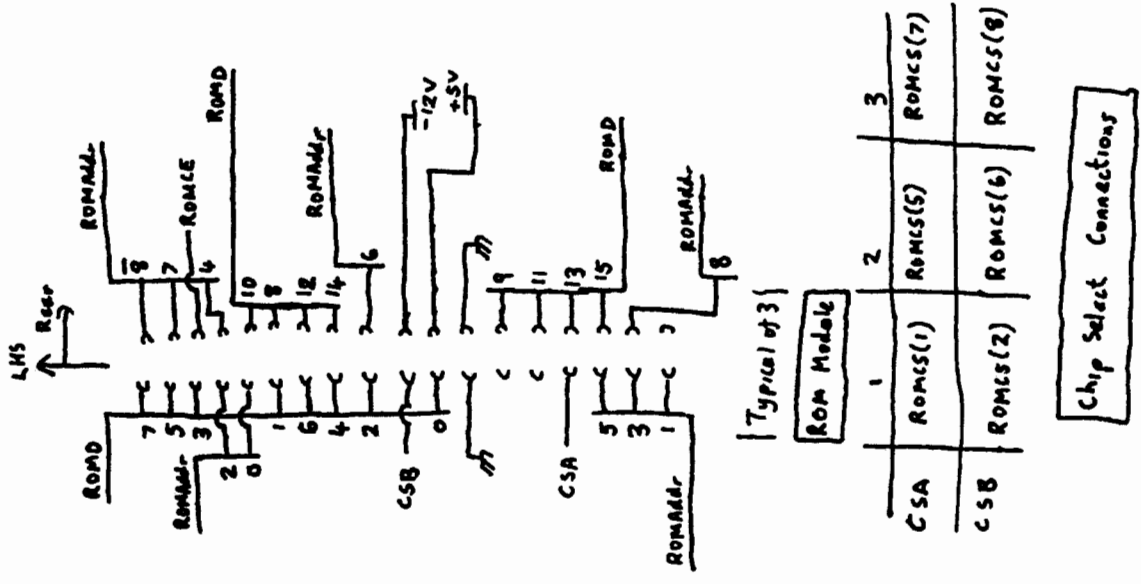 LHS
Rear
ROMD
7
5
3
ROMAddr
2
0
1
6
4
2
CSB
0
CSA
5
3
1
ROMAddr
ROMAddr
8
7
4
ROMCE
ROMD
10
8
12
14
ROMAddr
6
-12V
+5V
9
11
13
15
ROMD
ROMAddr
8
{Typical of 3}
ROM Module
1 2 3
CSA ROMCS(1) ROMCS(5) ROMCS(7)
CSB ROMCS(2) ROMCS(6) ROMCS(8)
Chip Select Connections